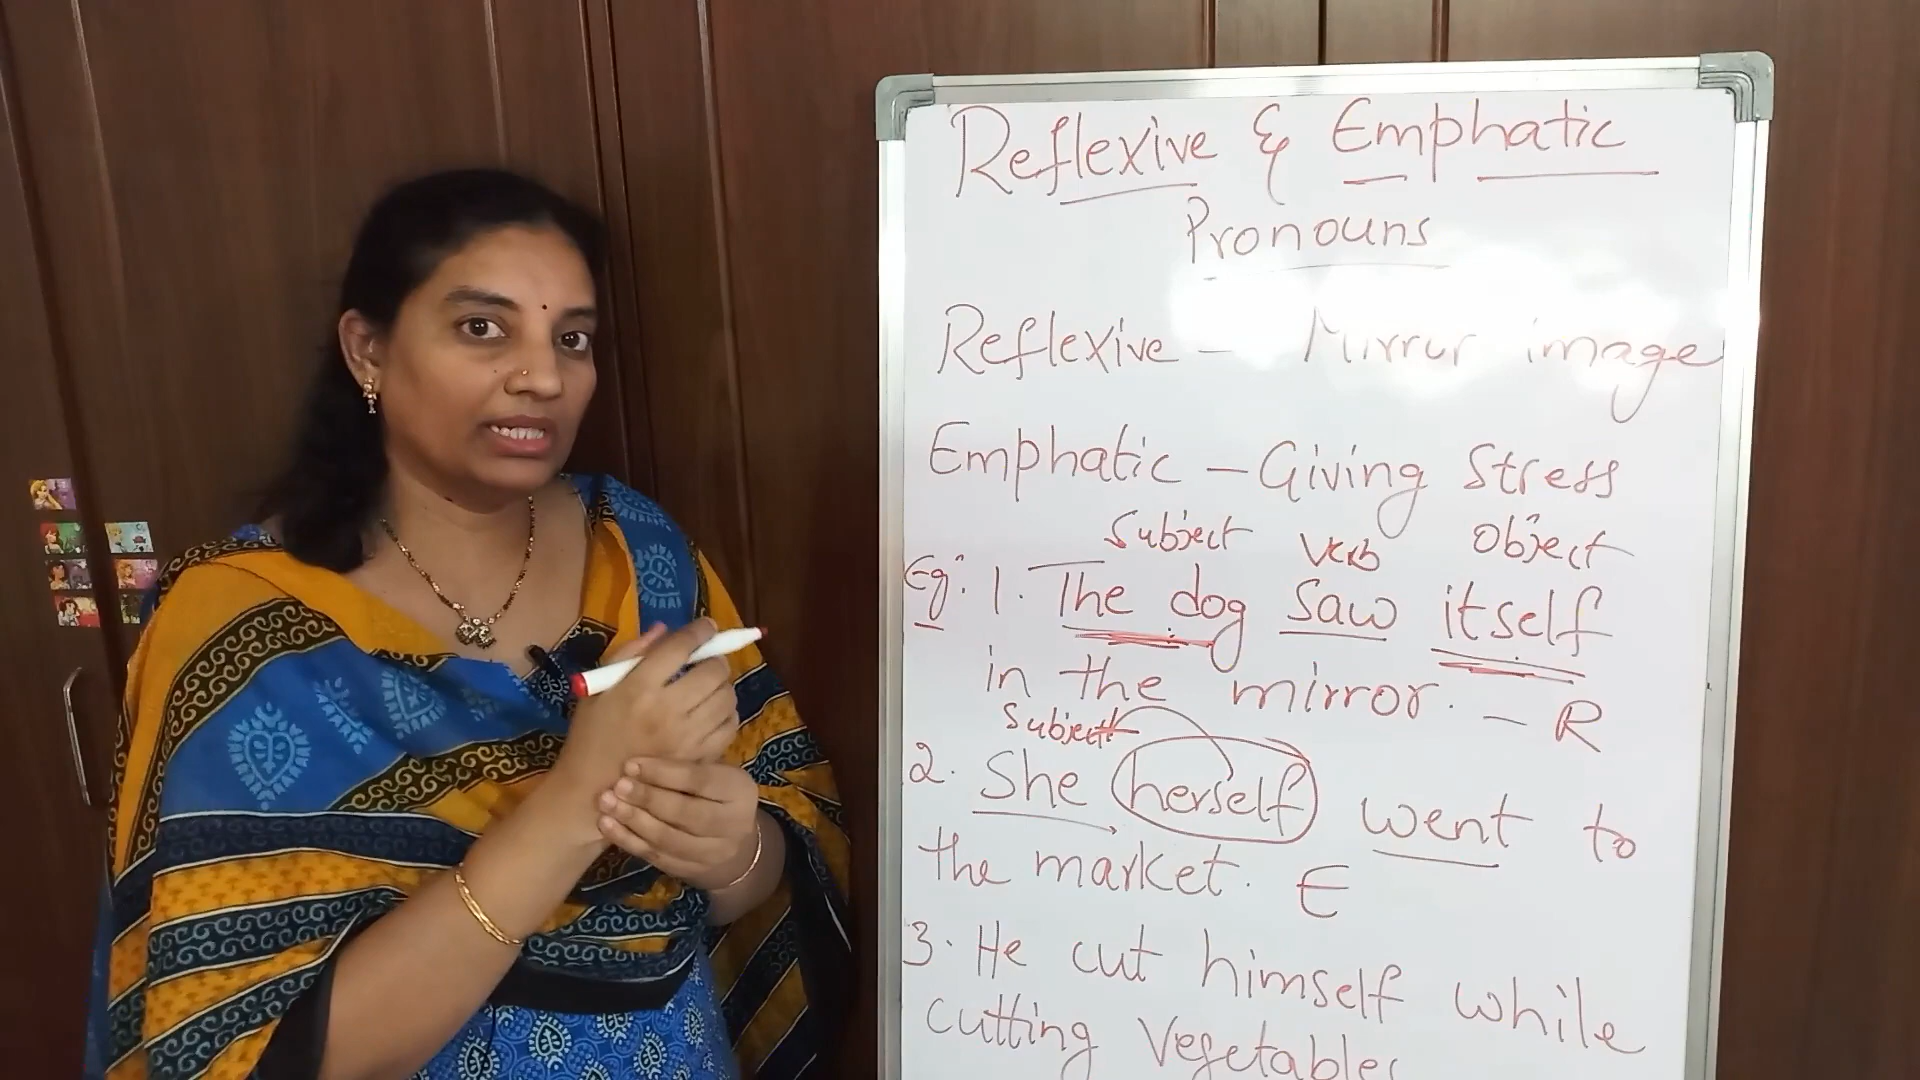 Reflexive & Emphatic
Pronouns
Reflexive - Mirror image
Emphatic - Giving Stress
Subject Verb Object
Eg: 1. The dog saw itself
in the mirror. - R
Subject
2. She herself went to
the market. E
3. He cut himself while
cutting vegetables